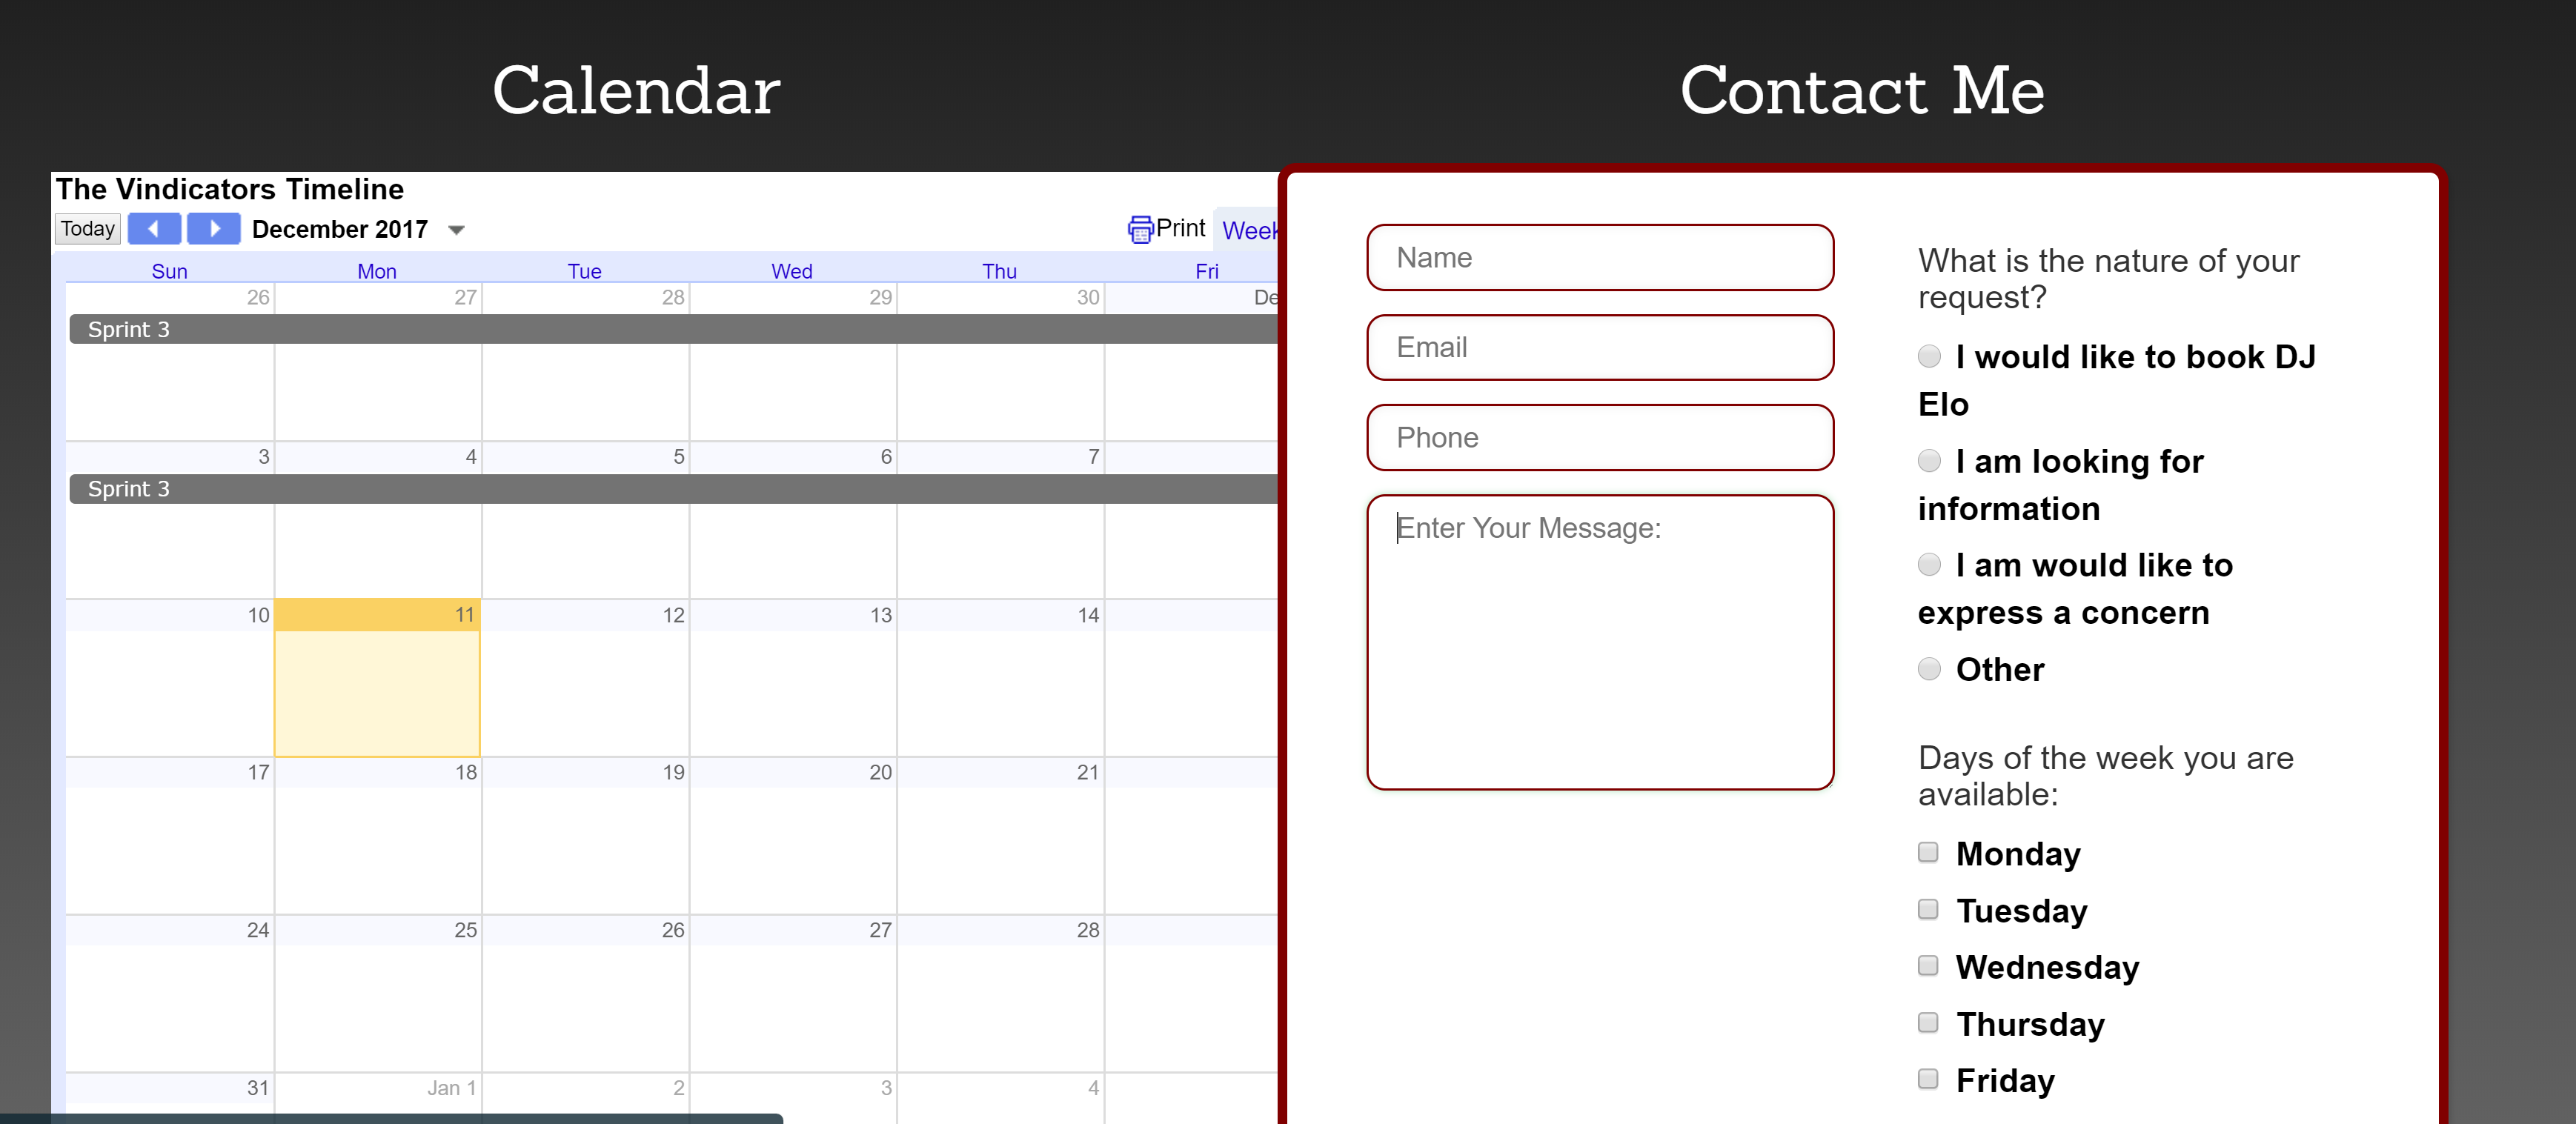 Calendar
Contact Me
The Vindicators Timeline
Today
December 2017
Print
Week
Sun Mon Tue Wed Thu Fri
26 27 28 29 30
Sprint 3
3 4 5 6 7
Sprint 3
10 11 12 13 14
17 18 19 20 21
24 25 26 27 28
31 Jan 1 2 3 4
Name
Email
Phone
Enter Your Message:
What is the nature of your
request?
I would like to book DJ
Elo
I am looking for
information
I am would like to
express a concern
Other
Days of the week you are
available:
Monday
Tuesday
Wednesday
Thursday
Friday